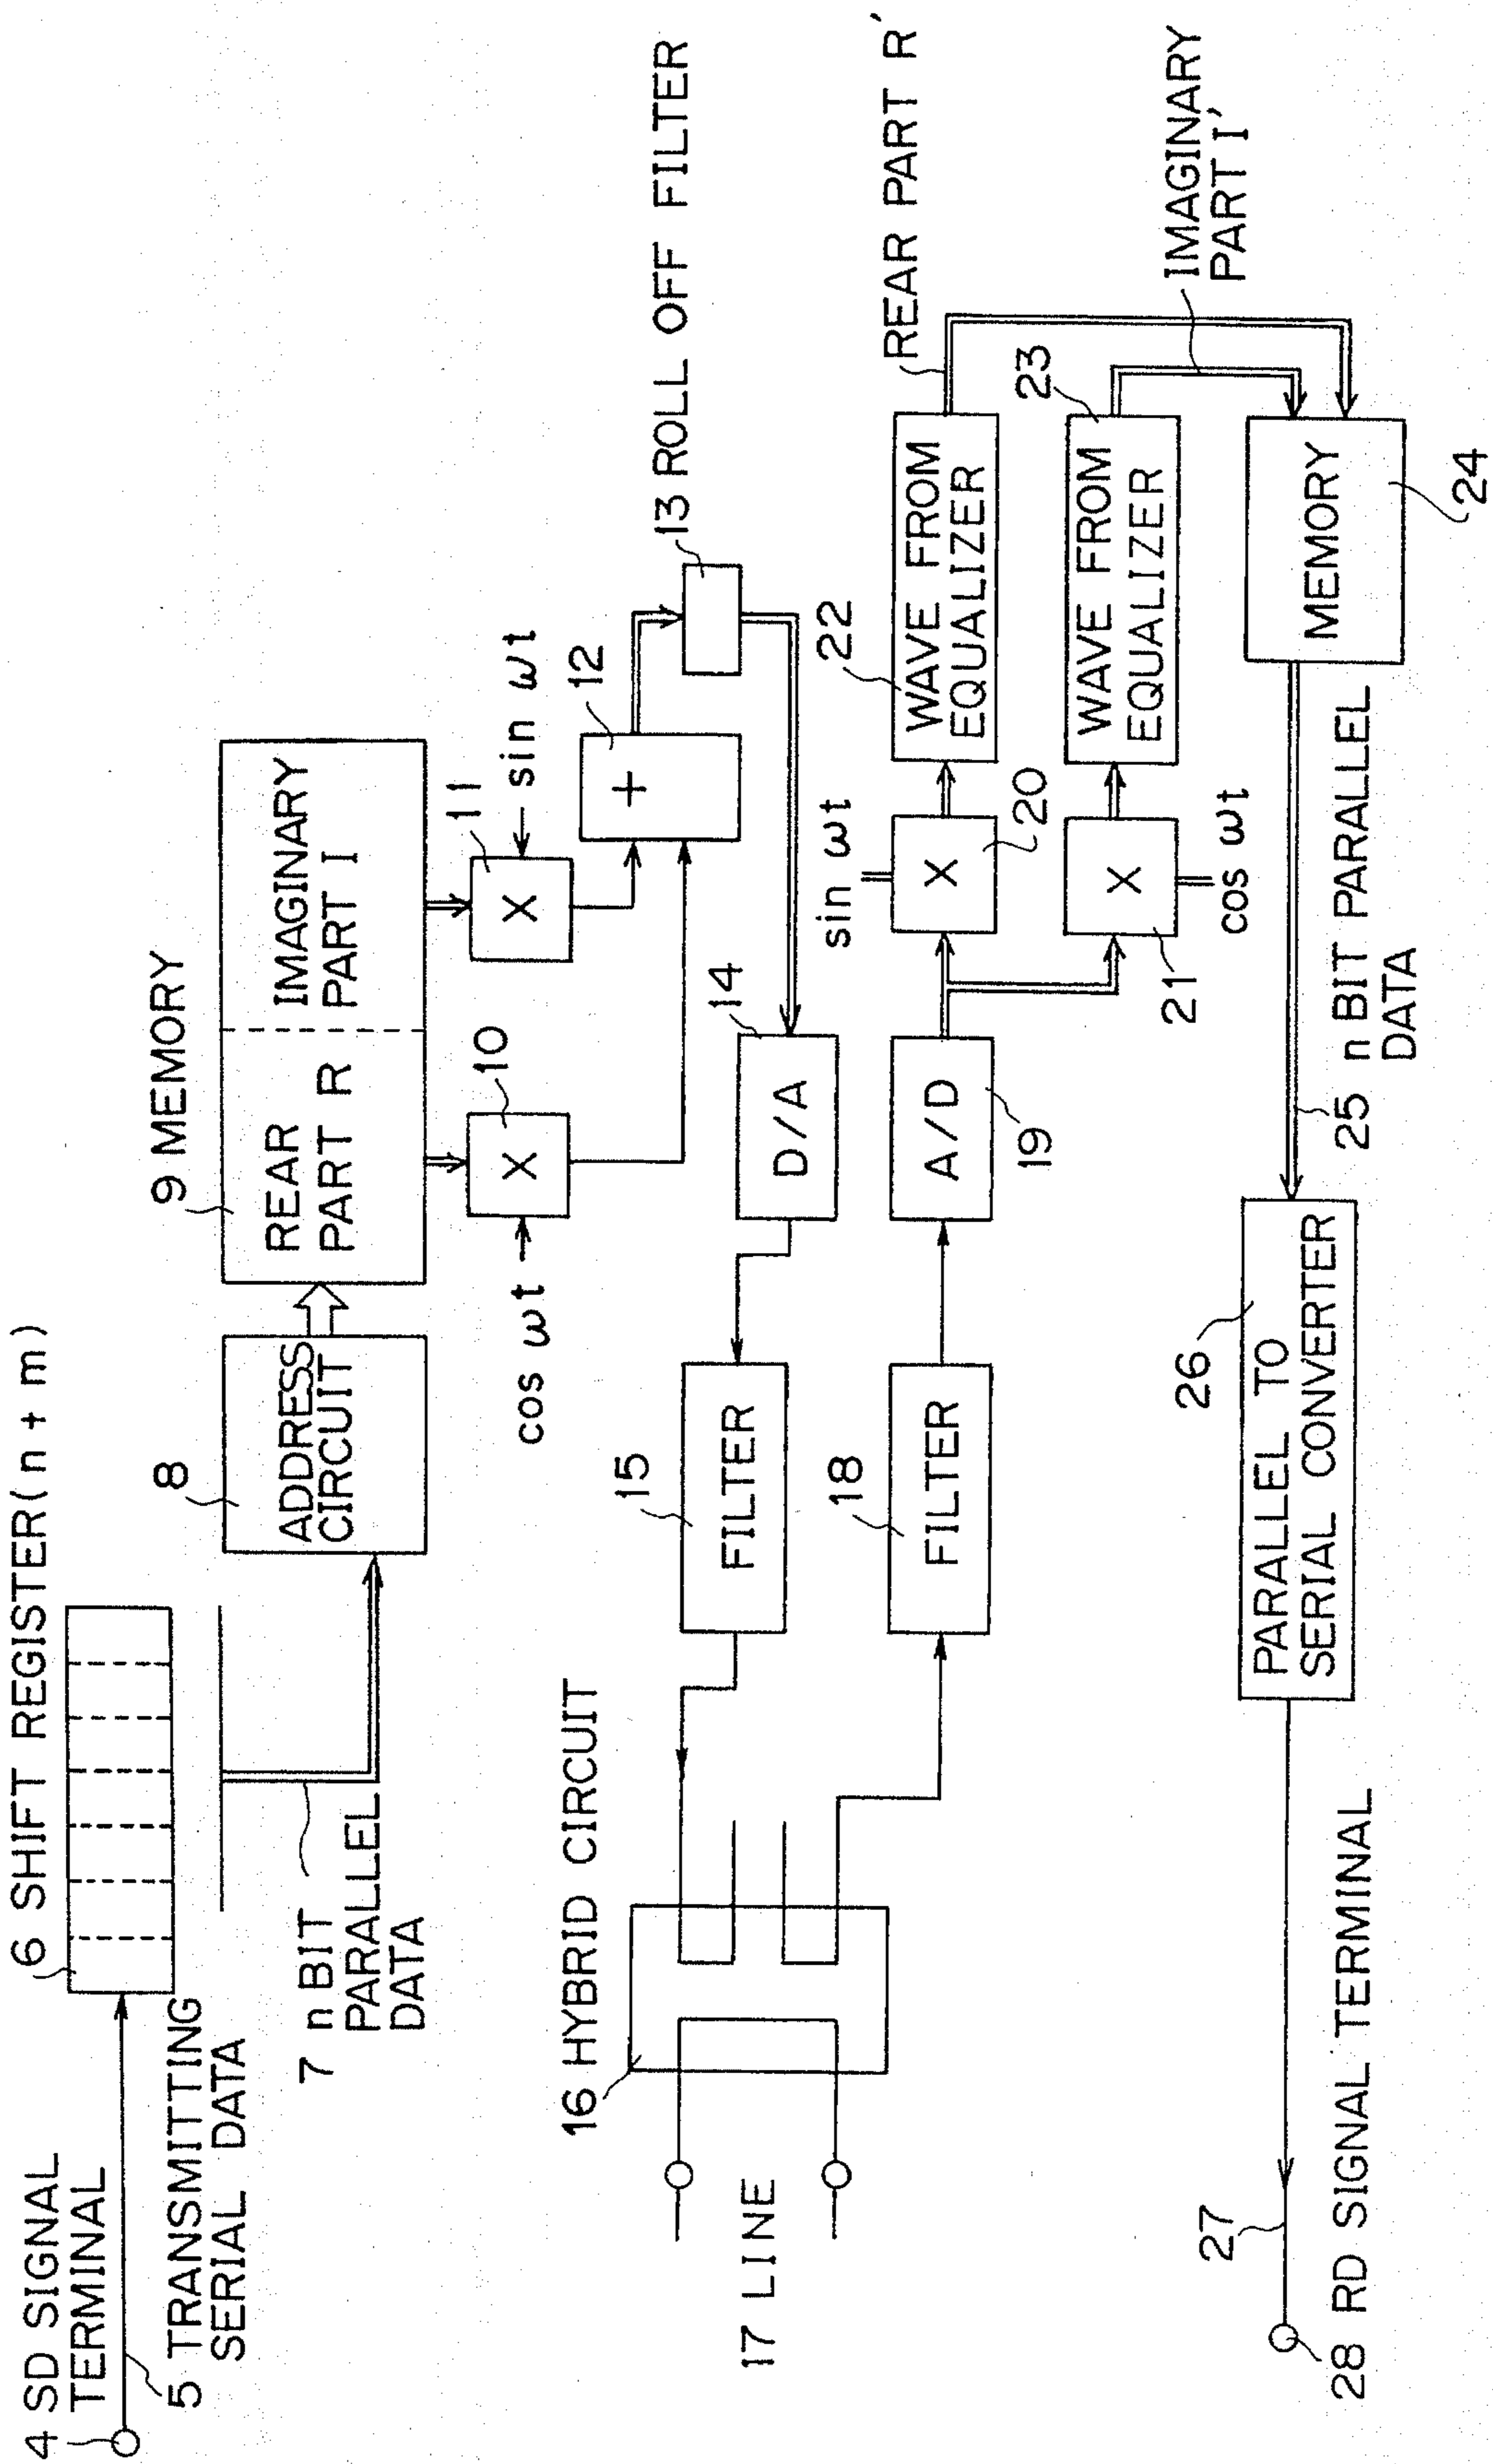 4 SD SIGNAL
TERMINAL
5 TRANSMITTING
SERIAL DATA
6 SHIFT REGISTER(n + m)
7 n BIT
PARALLEL
DATA
8
ADDRESS
CIRCUIT
9 MEMORY
REAR
PART R
IMAGINARY
PART I
10
X
cos ωt
11
X
sin ωt
12
+
13 ROLL OFF FILTER
14
D/A
15
FILTER
16 HYBRID CIRCUIT
17 LINE
18
FILTER
19
A/D
sin ωt
X
20
X
21
cos ωt
22
WAVE FROM
EQUALIZER
REAR PART R'
23
WAVE FROM
EQUALIZER
IMAGINARY
PART I'
MEMORY
24
25 n BIT PARALLEL
DATA
26
PARALLEL TO
SERIAL CONVERTER
27
28 RD SIGNAL TERMINAL